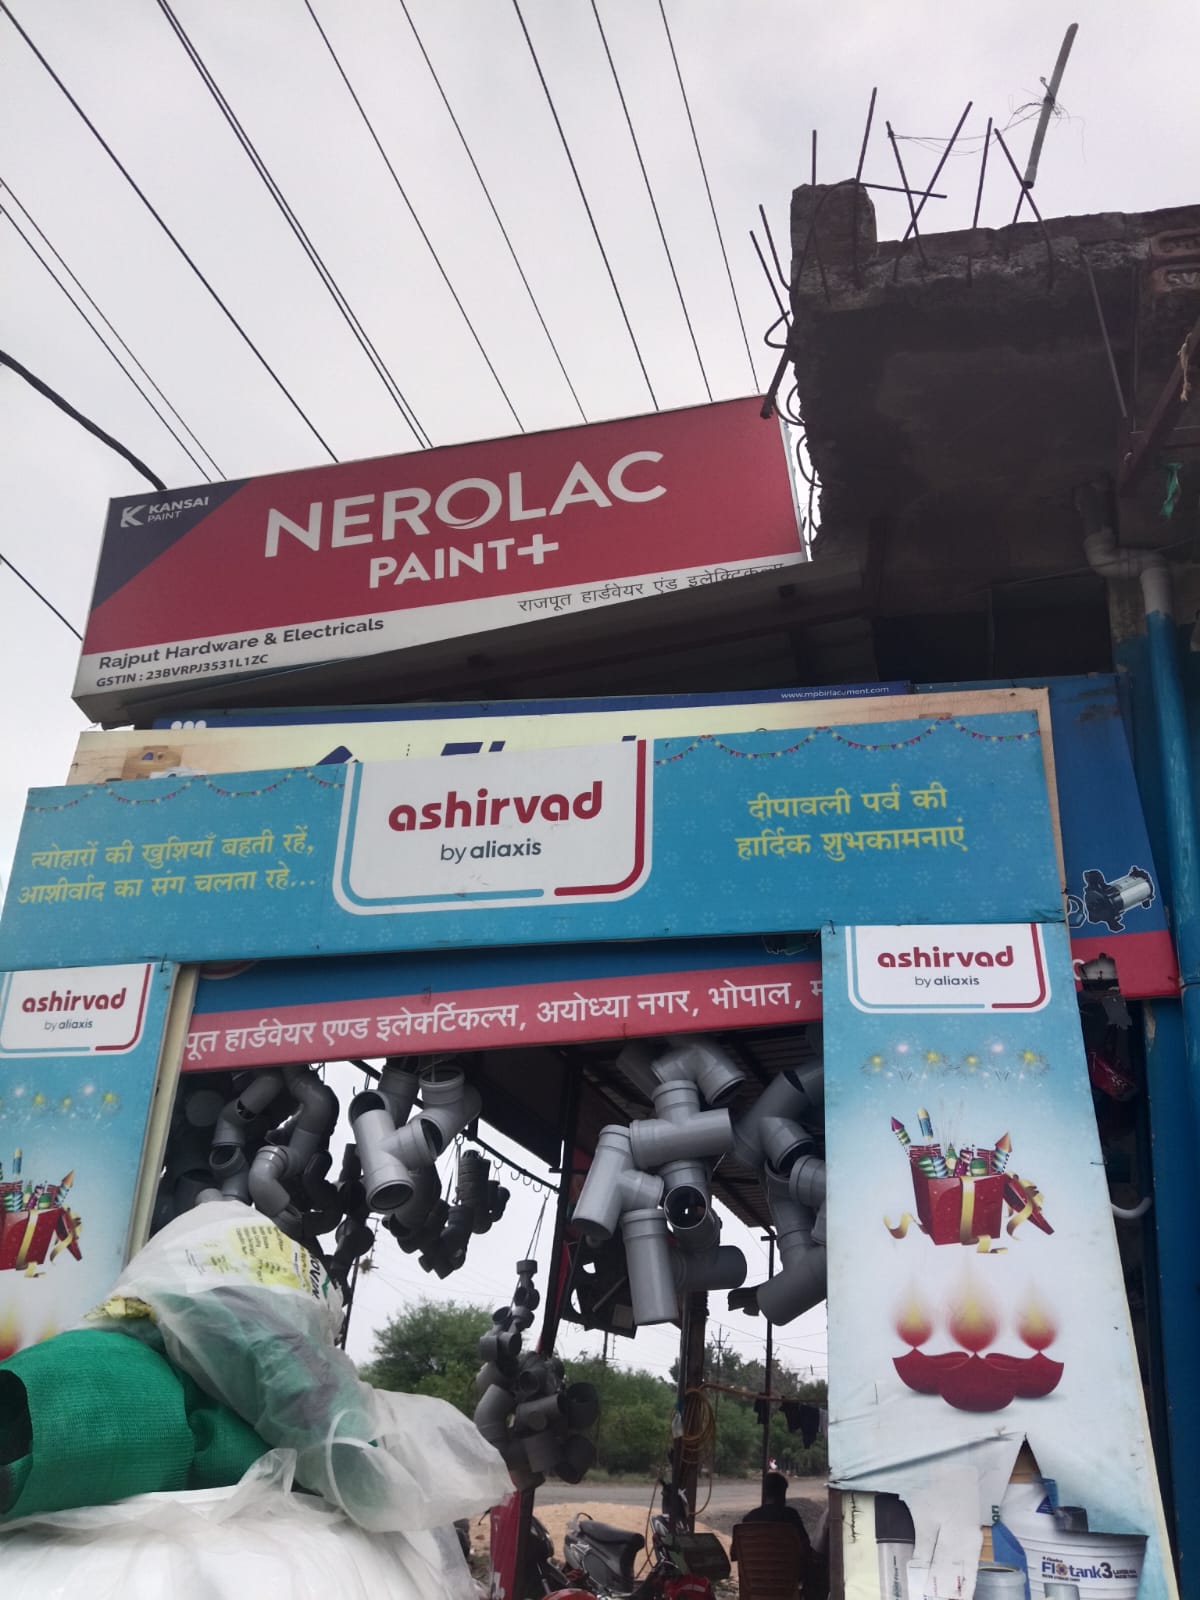 KANSAI
PAINT
NEROLAC
PAINT+
राजपूत हार्डवेयर एंड इलेक्ट्रिकल्स
Rajput Hardware & Electricals
GSTIN : 23BVRPJ3531L1ZC
ashirvad
by aliaxis
त्योहारों की खुशियाँ बहती रहें,
आशीर्वाद का संग चलता रहे...
दीपावली पर्व की
हार्दिक शुभकामनाएं
ashirvad
by aliaxis
पूत हार्डवेयर एण्ड इलेक्ट्रिकल्स, अयोध्या नगर, भोपाल, म
ashirvad
by aliaxis
Flotank3